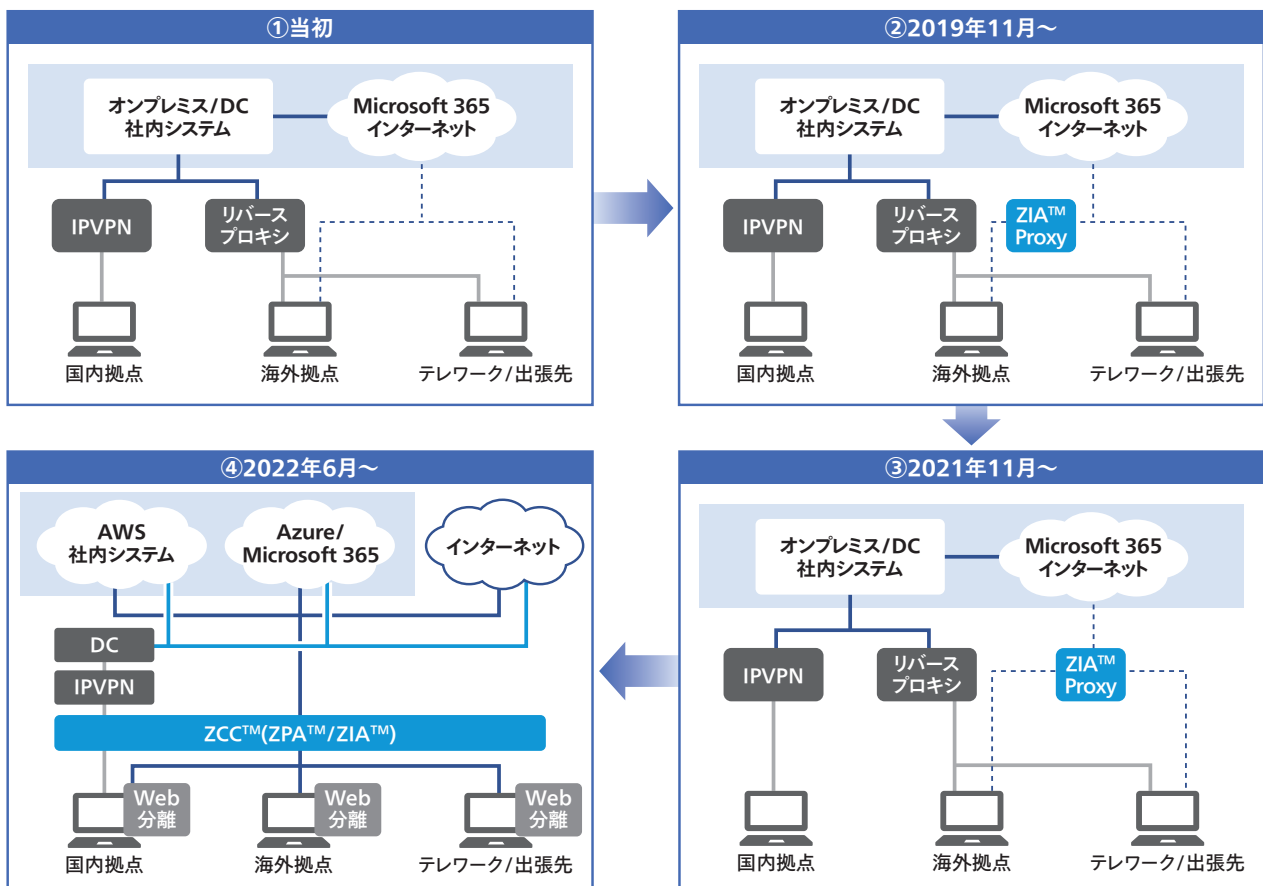 ①当初
オンプレミス/DC
社内システム
Microsoft 365
インターネット
IPVPN
リバース
プロキシ
国内拠点
海外拠点
テレワーク/出張先
②2019年11月～
オンプレミス/DC
社内システム
Microsoft 365
インターネット
IPVPN
リバース
プロキシ
ZIA™
Proxy
国内拠点
海外拠点
テレワーク/出張先
④2022年6月～
AWS
社内システム
Azure/
Microsoft 365
インターネット
DC
IPVPN
ZCC™(ZPA™/ZIA™)
Web
分離
Web
分離
Web
分離
国内拠点
海外拠点
テレワーク/出張先
③2021年11月～
オンプレミス/DC
社内システム
Microsoft 365
インターネット
IPVPN
リバース
プロキシ
ZIA™
Proxy
国内拠点
海外拠点
テレワーク/出張先